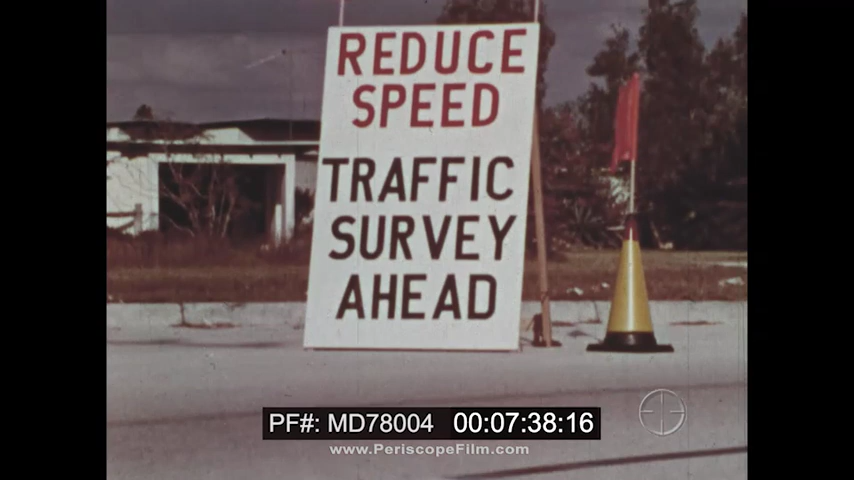 REDUCE
SPEED
TRAFFIC
SURVEY
AHEAD
PF#: MD78004 00:07:38:16
www.PeriscopeFilm.com